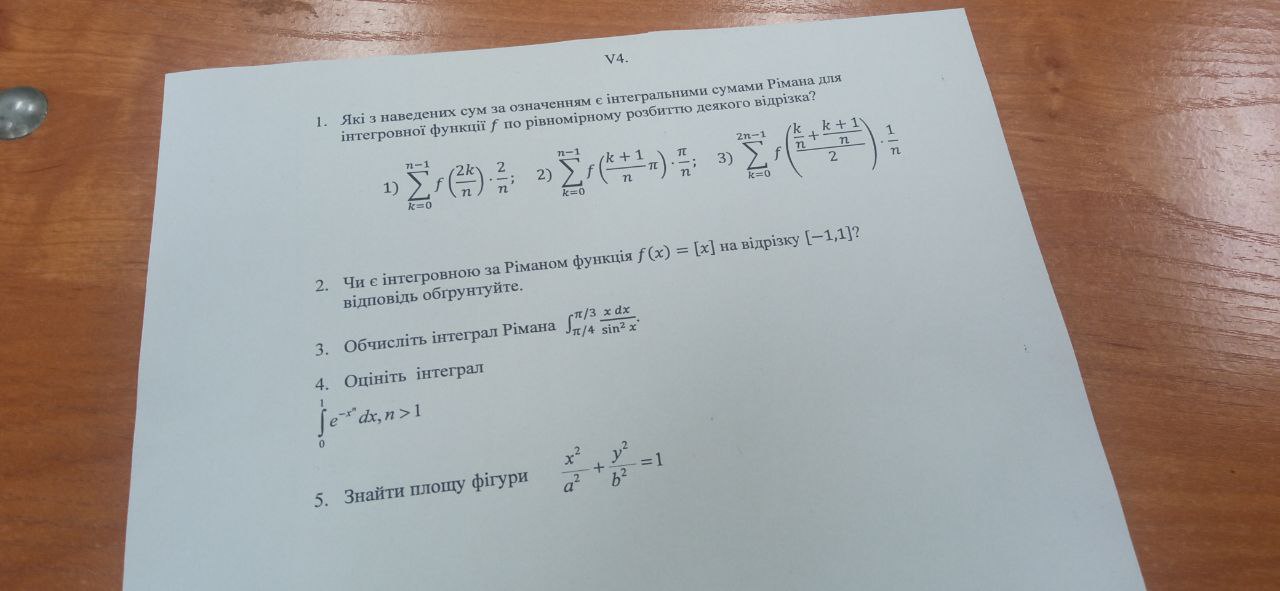 V4.
1. Які з наведених сум за означенням є інтегральними сумами Рімана для
інтегровної функції f по рівномірному розбиттю деякого відрізка?
1) \sum_{k=0}^{n-1} f\left(\frac{2k}{n}\right) \cdot \frac{2}{n}; 2) \sum_{k=0}^{n-1} f\left(\frac{k+1}{n}\pi\right) \cdot \frac{\pi}{n}; 3) \sum_{k=0}^{2n-1} f\left(\frac{\frac{k}{n}+\frac{k+1}{n}}{2}\right) \cdot \frac{1}{n}
2. Чи є інтегровною за Ріманом функція f(x) = [x] на відрізку [−1,1]?
відповідь обґрунтуйте.
3. Обчисліть інтеграл Рімана \int_{\pi/4}^{\pi/3} \frac{x\,dx}{\sin^2 x}.
4. Оцініть інтеграл
\int_0^1 e^{-x^n} dx, n > 1
5. Знайти площу фігури \frac{x^2}{a^2} + \frac{y^2}{b^2} = 1